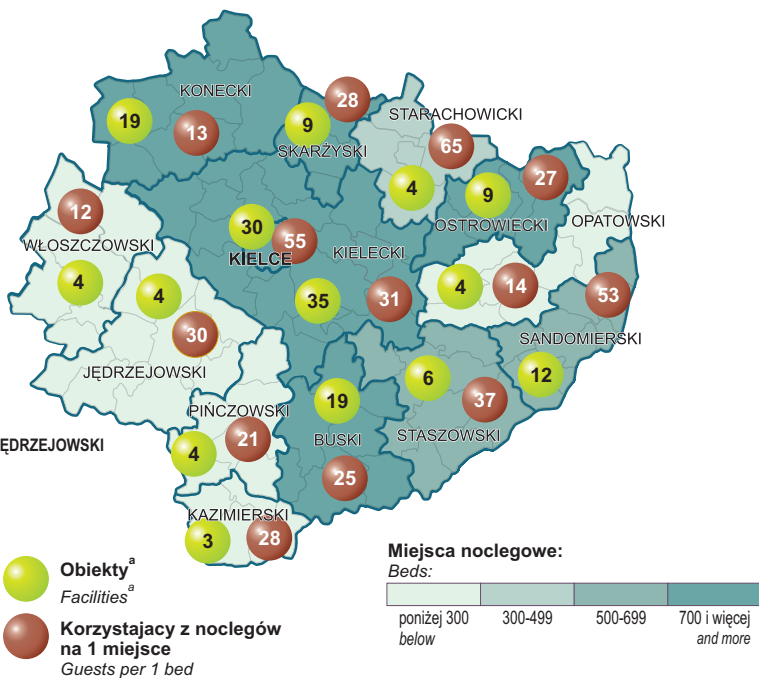 KONECKI
28
19
9
STAROCHOWICKI
13
SKARŻYSKI
65
4
9
27
12
30
OSTROWIECKI
OPATOWSKI
WŁOSZCZOWSKI
55
KIELECKI
KIELCE
4
4
35
31
4
14
53
30
SANDOMIERSKI
JĘDRZEJOWSKI
6
12
PIŃCZOWSKI
19
37
21
BUSKI
STASZOWSKI
ĘDRZEJOWSKI
4
25
KAZIMIERSKI
3
28
Obiekty a
Facilities a
Korzystajacy z noclegów
na 1 miejsce
Guests per 1 bed
Miejsca noclegowe:
Beds:
poniżej 300 300-499 500-699 700 i więcej
below and more